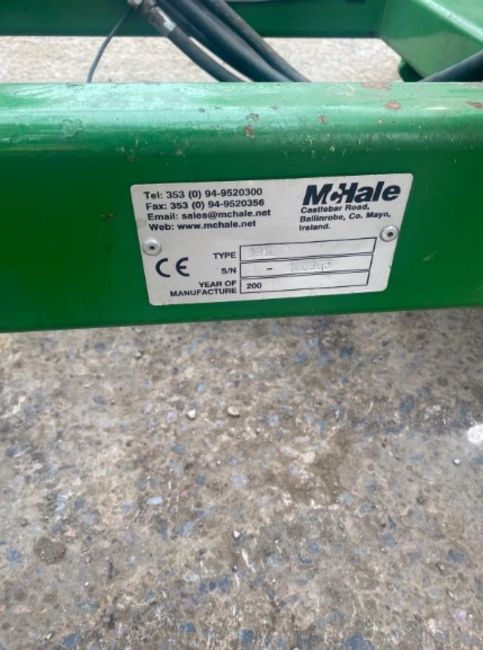 Tel: 353 (0) 94-9520300
Fax: 353 (0) 94-9520356
Email: sales@mchale.net
Web: www.mchale.net
McHale
Castlebar Road,
Ballinrobe, Co. Mayo,
Ireland.
CE
TYPE
S/N -
YEAR OF
MANUFACTURE 200